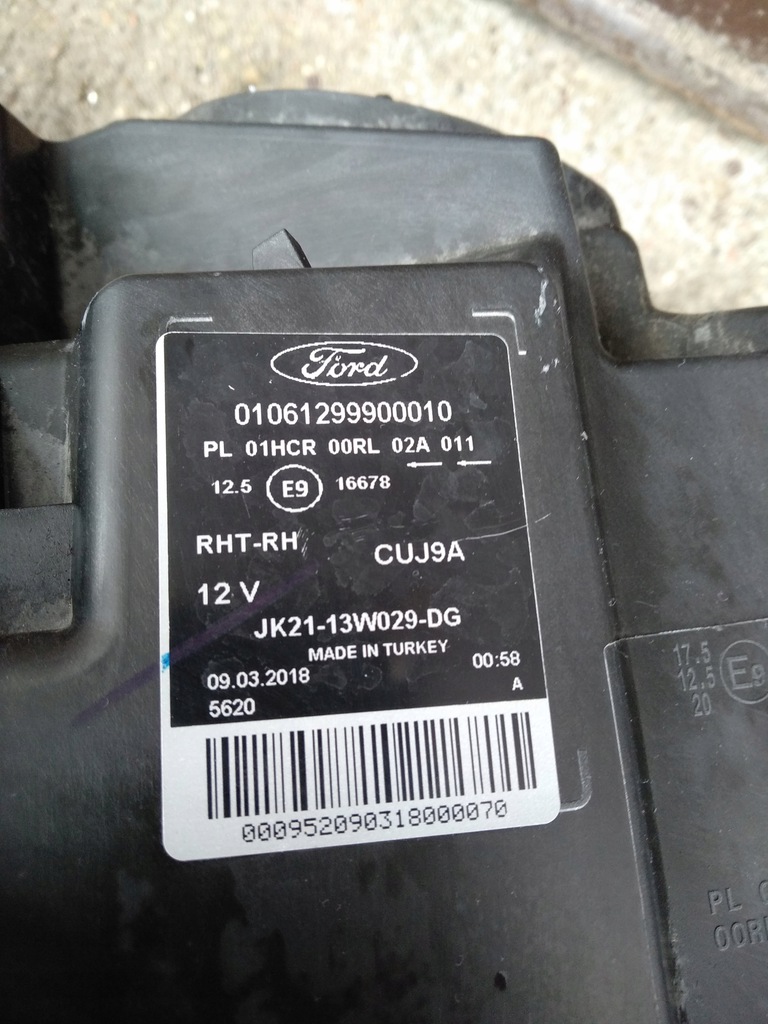 Ford
01061299900010
PL 01HCR 00RL 02A 011
12.5 E9 16678
RHT-RH
CUJ9A
12 V
JK21-13W029-DG
MADE IN TURKEY
09.03.2018 00:58
5620 A
000952090318000070
17.5
12.5 E9
20
PL
00R